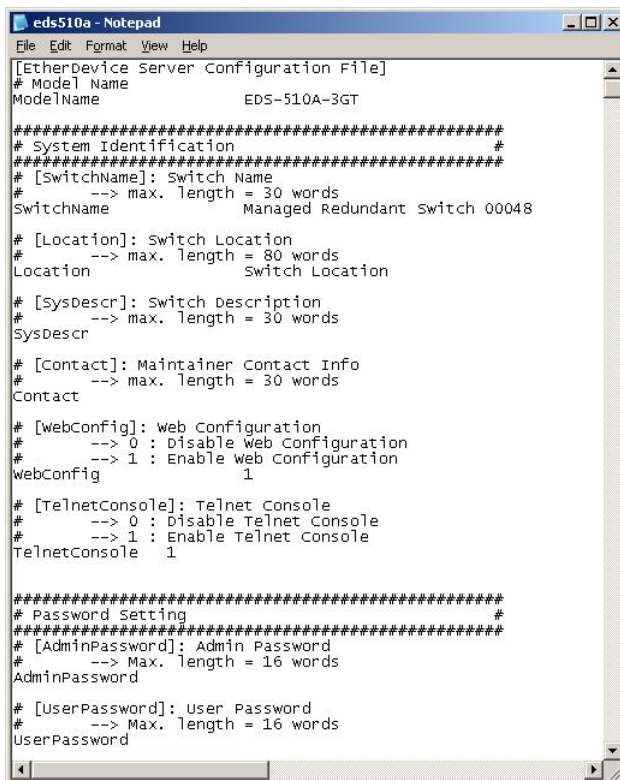 eds510a - Notepad
File Edit Format View Help
[EtherDevice Server Configuration File]
# Model Name
ModelName EDS-510A-3GT
###################################################
# System Identification #
###################################################
# [SwitchName]: Switch Name
# --> max. length = 30 words
SwitchName Managed Redundant Switch 00048
# [Location]: Switch Location
# --> max. length = 80 words
Location Switch Location
# [SysDescr]: Switch Description
# --> max. length = 30 words
SysDescr
# [Contact]: Maintainer Contact Info
# --> max. length = 30 words
Contact
# [WebConfig]: Web Configuration
# --> 0 : Disable Web Configuration
# --> 1 : Enable Web Configuration
WebConfig 1
# [TelnetConsole]: Telnet Console
# --> 0 : Disable Telnet Console
# --> 1 : Enable Telnet Console
TelnetConsole 1
###################################################
# Password Setting #
###################################################
# [AdminPassword]: Admin Password
# --> Max. length = 16 words
AdminPassword
# [UserPassword]: User Password
# --> Max. length = 16 words
UserPassword